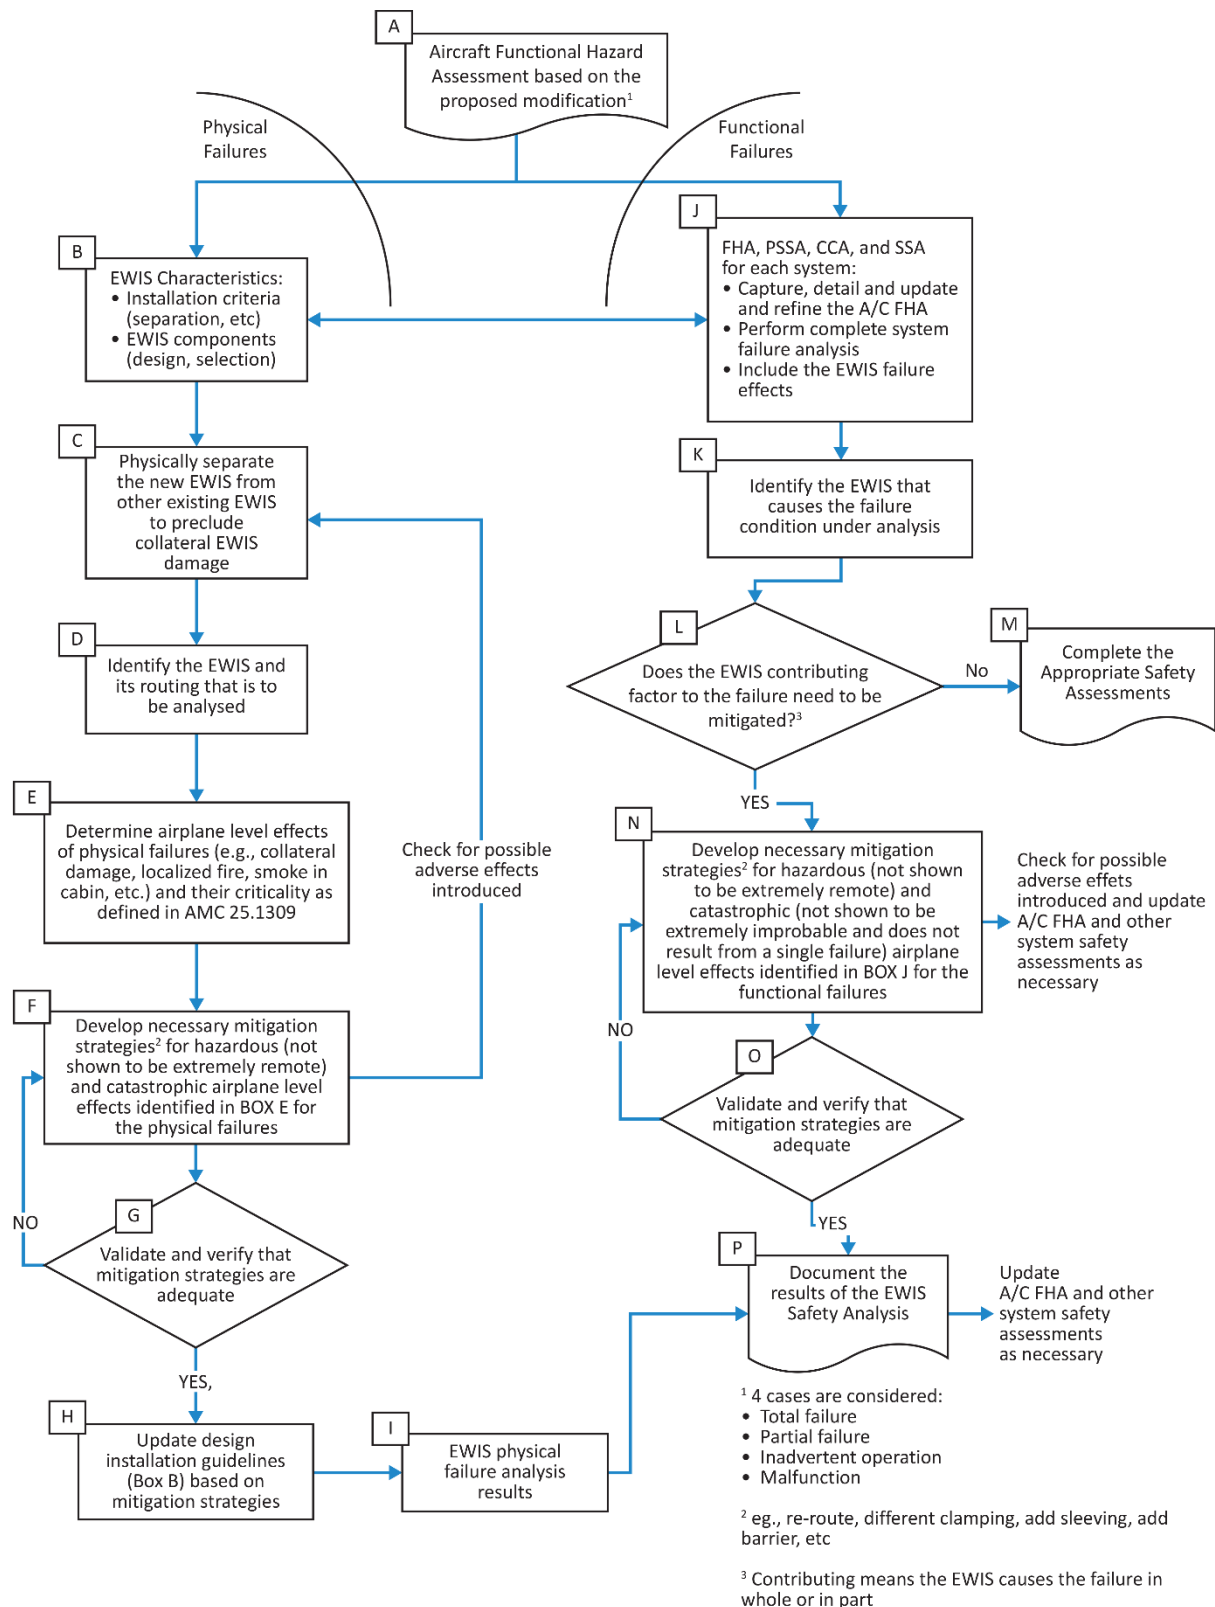 A
Aircraft Functional Hazard
Assessment based on the
proposed modification¹
Physical
Failures
Functional
Failures
B
EWIS Characteristics:
• Installation criteria
(separation, etc)
• EWIS components
(design, selection)
J
FHA, PSSA, CCA, and SSA
for each system:
• Capture, detail and update
and refine the A/C FHA
• Perform complete system
failure analysis
• Include the EWIS failure
effects
C
Physically separate
the new EWIS from
other existing EWIS
to preclude
collateral EWIS
damage
K
Identify the EWIS that
causes the failure
condition under analysis
D
Identify the EWIS and
its routing that is to
be analysed
L
Does the EWIS contributing
factor to the failure need to be
mitigated?³
No
M
Complete the
Appropriate Safety
Assessments
YES
E
Determine airplane level effects
of physical failures (e.g., collateral
damage, localized fire, smoke in
cabin, etc.) and their criticality as
defined in AMC 25.1309
Check for possible
adverse effects
introduced
N
Develop necessary mitigation
strategies² for hazardous (not shown
to be extremely remote) and
catastrophic (not shown to be
extremely improbable and does not
result from a single failure) airplane
level effects identified in BOX J for the
functional failures
Check for possible
adverse effets
introduced and update
A/C FHA and other
system safety
assessments as
necessary
F
Develop necessary mitigation
strategies² for hazardous (not
shown to be extremely remote)
and catastrophic airplane level
effects identified in BOX E for
the physical failures
NO
O
Validate and verify that
mitigation strategies are
adequate
YES
NO
G
Validate and verify that
mitigation strategies are
adequate
YES,
P
Document the
results of the EWIS
Safety Analysis
Update
A/C FHA and other
system safety
assessments
as necessary
H
Update design
installation guidelines
(Box B) based on
mitigation strategies
I
EWIS physical
failure analysis
results
¹ 4 cases are considered:
• Total failure
• Partial failure
• Inadvertent operation
• Malfunction
² eg., re-route, different clamping, add sleeving, add
barrier, etc
³ Contributing means the EWIS causes the failure in
whole or in part